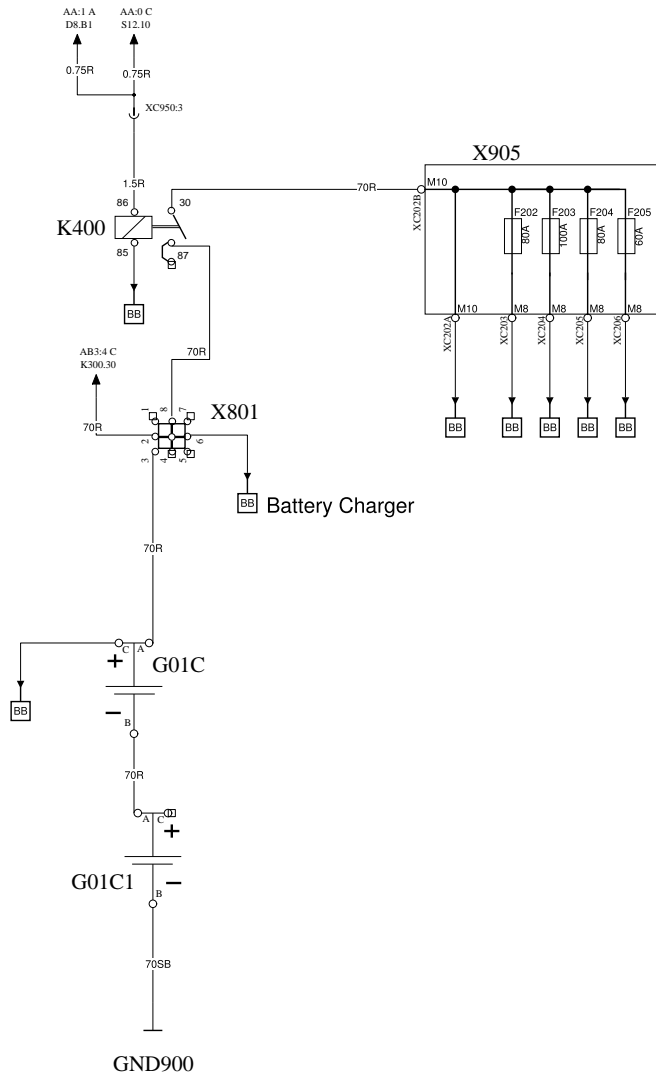 AA:1 A
D8.B1
AA:0 C
S12.10
0.75R
0.75R
XC950:3
1.5R
86
30
K400
85
87
BB
70R
X905
M10
XC202B
F202
80A
F203
100A
F204
80A
F205
60A
M10
M8
M8
M8
M8
XC202A
XC203
XC204
XC205
XC206
BB
BB
BB
BB
BB
70R
AB3:4 C
K300.30
70R
X801
1
8
7
2
6
3
4
5
BB
Battery Charger
70R
C
A
+
G01C
BB
–
B
70R
A
C
+
G01C1
–
B
70SB
GND900